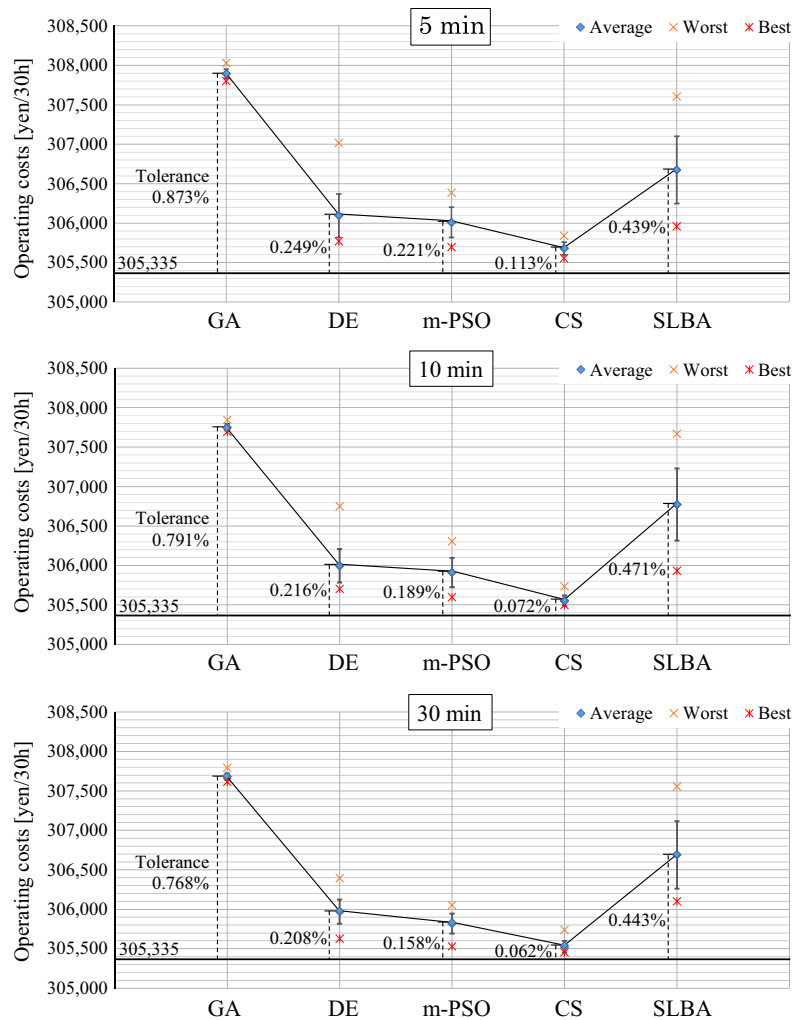 5 min
Average Worst Best
Operating costs [yen/30h]
308,500
308,000
307,500
307,000
306,500
306,000
305,500
305,000
Tolerance
0.873%
0.249%
0.221%
0.113%
0.439%
305,335
GA DE m-PSO CS SLBA
10 min
Average Worst Best
Operating costs [yen/30h]
308,500
308,000
307,500
307,000
306,500
306,000
305,500
305,000
Tolerance
0.791%
0.216%
0.189%
0.072%
0.471%
305,335
GA DE m-PSO CS SLBA
30 min
Average Worst Best
Operating costs [yen/30h]
308,500
308,000
307,500
307,000
306,500
306,000
305,500
305,000
Tolerance
0.768%
0.208%
0.158%
0.062%
0.443%
305,335
GA DE m-PSO CS SLBA